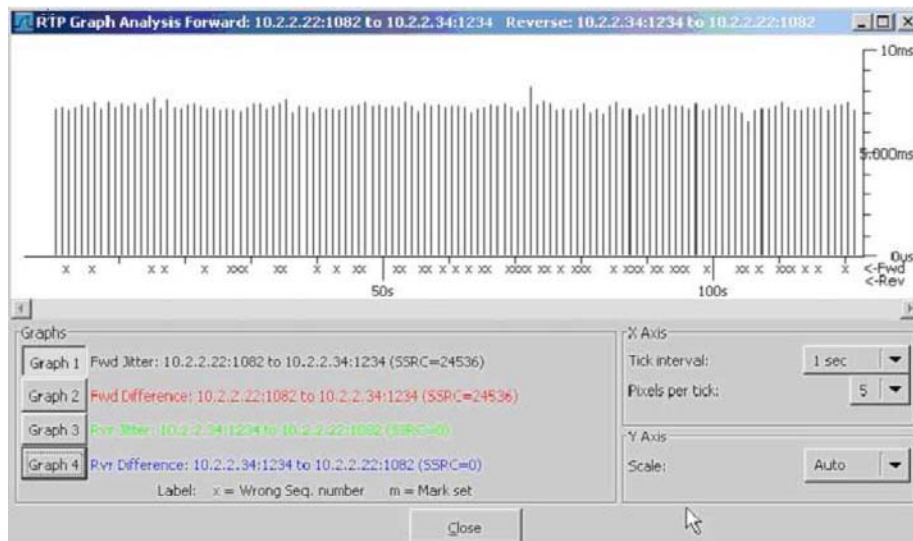 RTP Graph Analysis Forward: 10.2.2.22:1082 to 10.2.2.34:1234 Reverse: 10.2.2.34:1234 to 10.2.2.22:1082
10ms
5.000ms
0µs
<-Fwd
<-Rev
50s
100s
Graphs
Graph 1 Fwd Jitter: 10.2.2.22:1082 to 10.2.2.34:1234 (SSRC=24536)
Graph 2 Fwd Difference: 10.2.2.22:1082 to 10.2.2.34:1234 (SSRC=24536)
Graph 3 Rvr Jitter: 10.2.2.34:1234 to 10.2.2.22:1082 (SSRC=0)
Graph 4 Rvr Difference: 10.2.2.34:1234 to 10.2.2.22:1082 (SSRC=0)
Label: x = Wrong Seq. number m = Mark set
X Axis
Tick interval: 1 sec
Pixels per tick: 5
Y Axis
Scale: Auto
Close